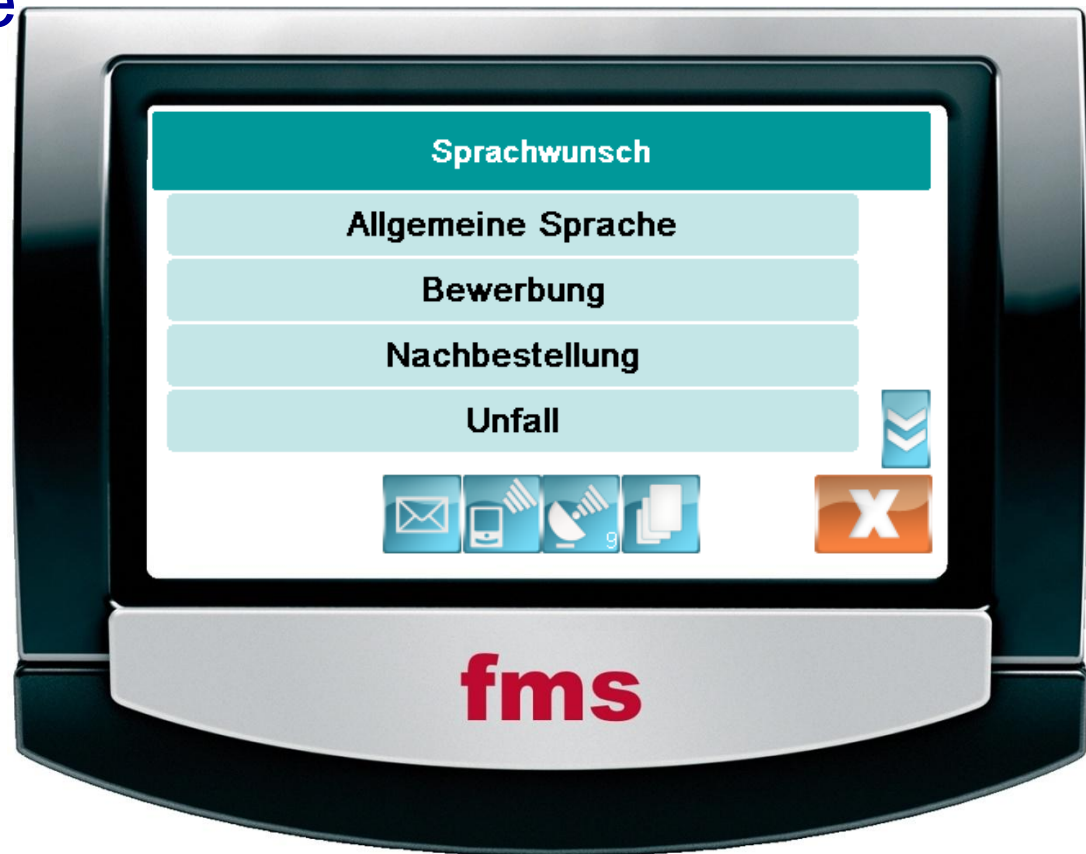 e
Sprachwunsch
Allgemeine Sprache
Bewerbung
Nachbestellung
Unfall
9
X
fms